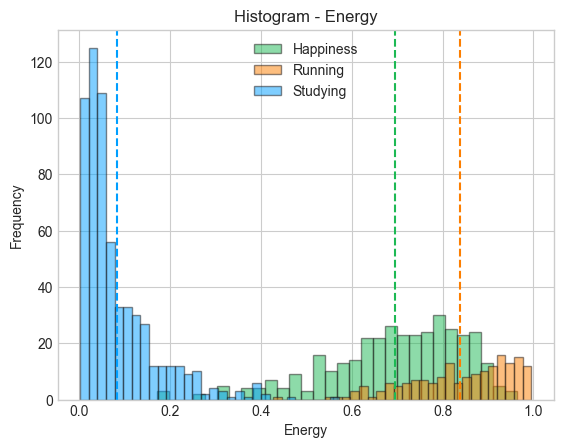 Histogram - Energy
Happiness
Running
Studying
Frequency
120
100
80
60
40
20
0
0.0 0.2 0.4 0.6 0.8 1.0
Energy